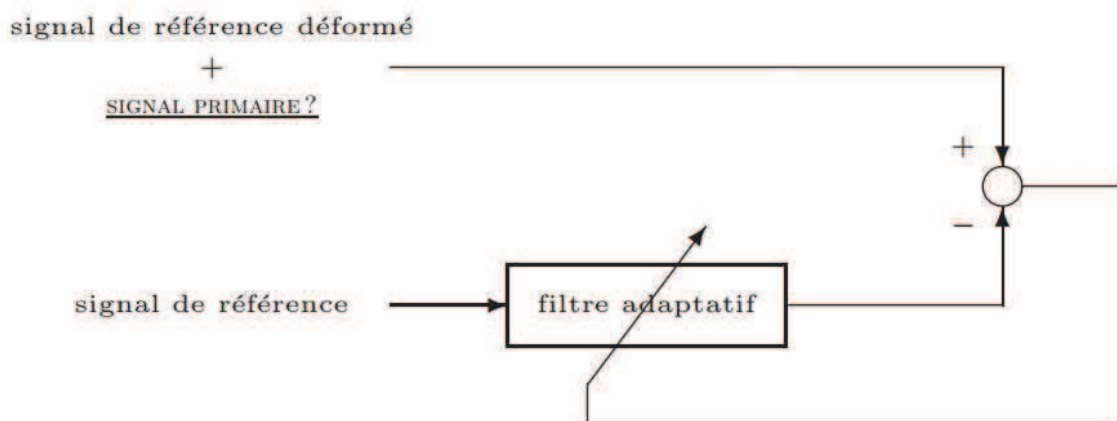 signal de référence déformé
+
SIGNAL PRIMAIRE?
+
−
signal de référence
filtre adaptatif